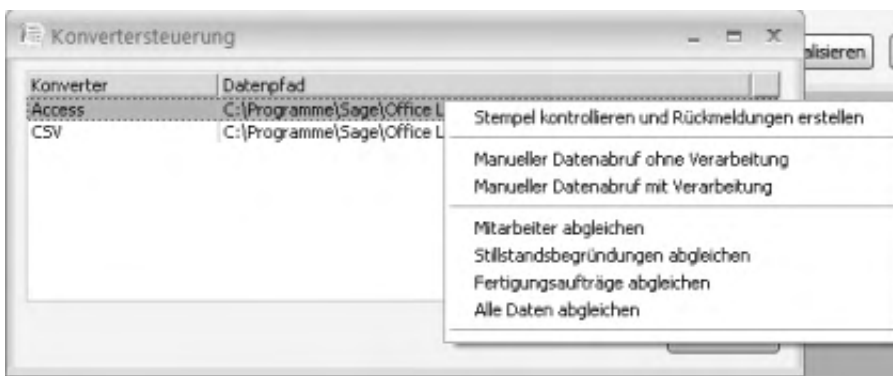 Konvertersteuerung
alisieren
Konverter Datenpfad
Access C:\Programme\Sage\Office L
CSV C:\Programme\Sage\Office L
Stempel kontrollieren und Rückmeldungen erstellen
Manueller Datenabruf ohne Verarbeitung
Manueller Datenabruf mit Verarbeitung
Mitarbeiter abgleichen
Stillstandsbegründungen abgleichen
Fertigungsaufträge abgleichen
Alle Daten abgleichen